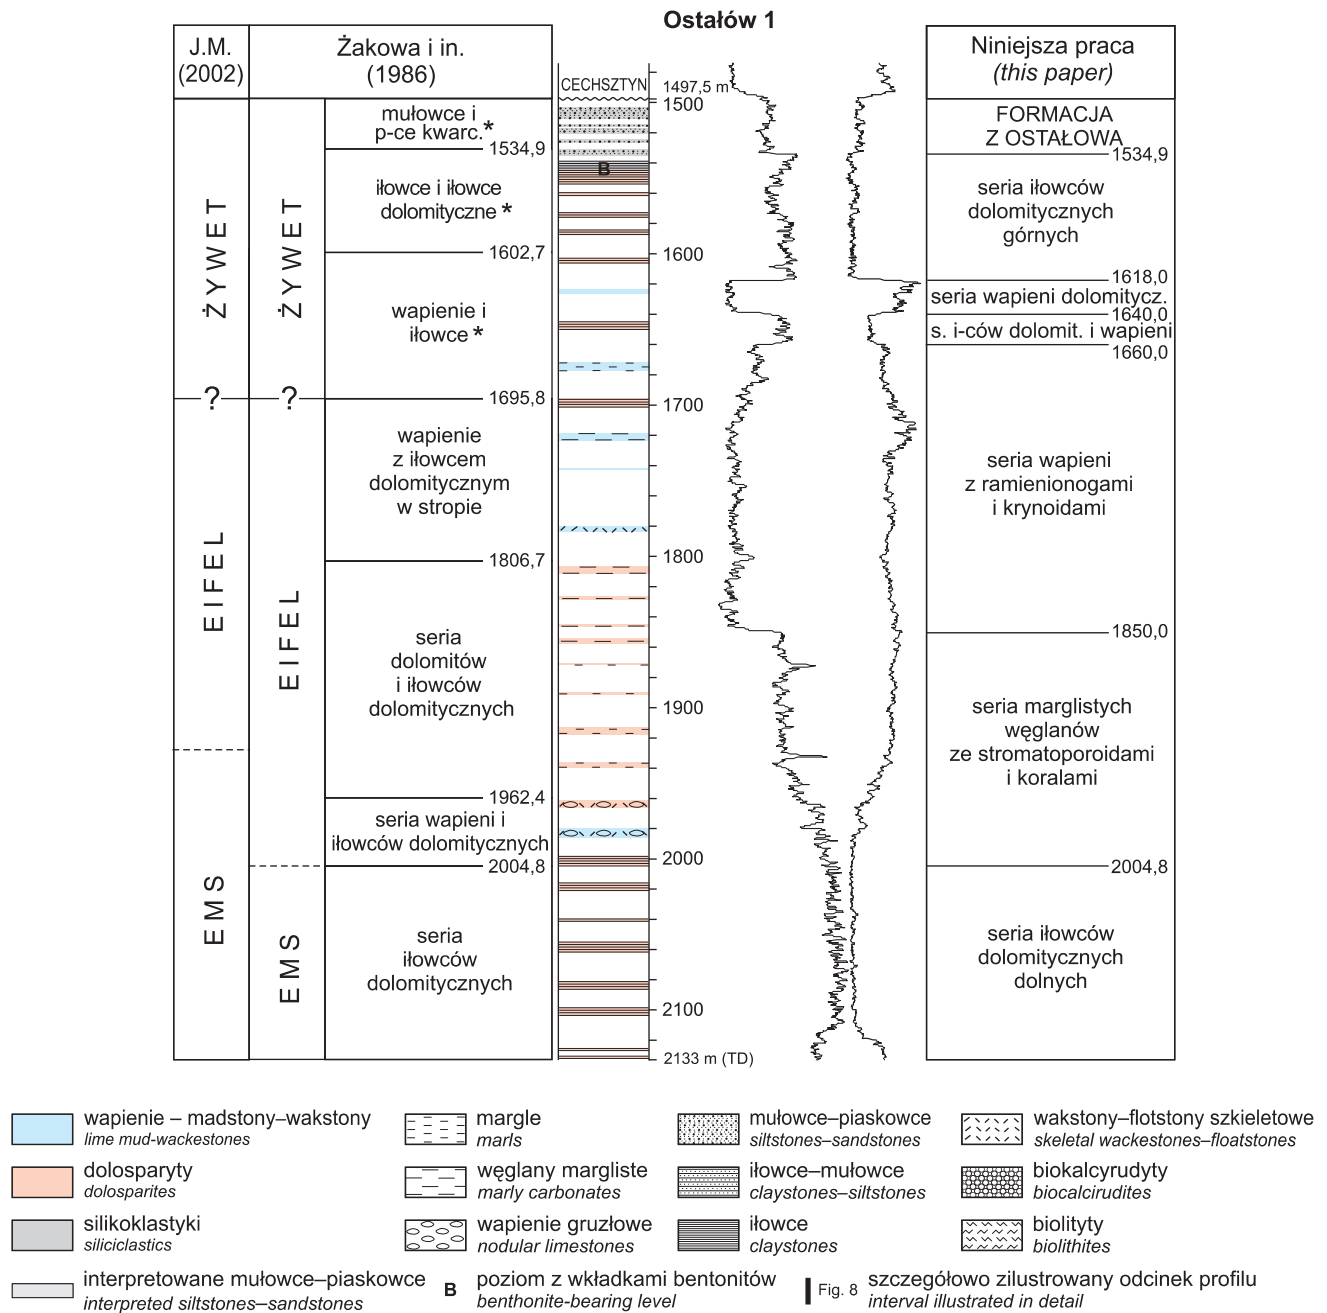 Ostałów 1
J.M.
(2002)
Żakowa i in.
(1986)
Niniejsza praca
(this paper)
CECHSZTYN
1497,5 m
1500
1600
1700
1800
1900
2000
2100
2133 m (TD)
B
ŻYWET
?
EIFEL
EMS
ŻYWET
?
EIFEL
EMS
mułowce i
p-ce kwarc.*
1534,9
iłowce i iłowce
dolomityczne *
1602,7
wapienie i
iłowce *
1695,8
wapienie
z iłowcem
dolomitycznym
w stropie
1806,7
seria
dolomitów
i iłowców
dolomitycznych
1962,4
seria wapieni i
iłowców dolomitycznych
2004,8
seria
iłowców
dolomitycznych
FORMACJA
Z OSTAŁOWA
1534,9
seria iłowców
dolomitycznych
górnych
1618,0
seria wapieni dolomitycz.
1640,0
s. i-ców dolomit. i wapieni
1660,0
seria wapieni
z ramienionogami
i krynoidami
1850,0
seria marglistych
węglanów
ze stromatoporoidami
i koralami
2004,8
seria iłowców
dolomitycznych
dolnych
wapienie – madstony–wakstony
lime mud-wackestones
margle
marls
mułowce–piaskowce
siltstones–sandstones
wakstony–flotstony szkieletowe
skeletal wackestones–floatstones
dolosparyty
dolosparites
węglany margliste
marly carbonates
iłowce–mułowce
claystones–siltstones
biokalcyrudyty
biocalcirudites
silikoklastyki
siliciclastics
wapienie gruzłowe
nodular limestones
iłowce
claystones
biolityty
biolithites
interpretowane mułowce–piaskowce
interpreted siltstones–sandstones
B
poziom z wkładkami bentonitów
benthonite-bearing level
Fig. 8
szczegółowo zilustrowany odcinek profilu
interval illustrated in detail